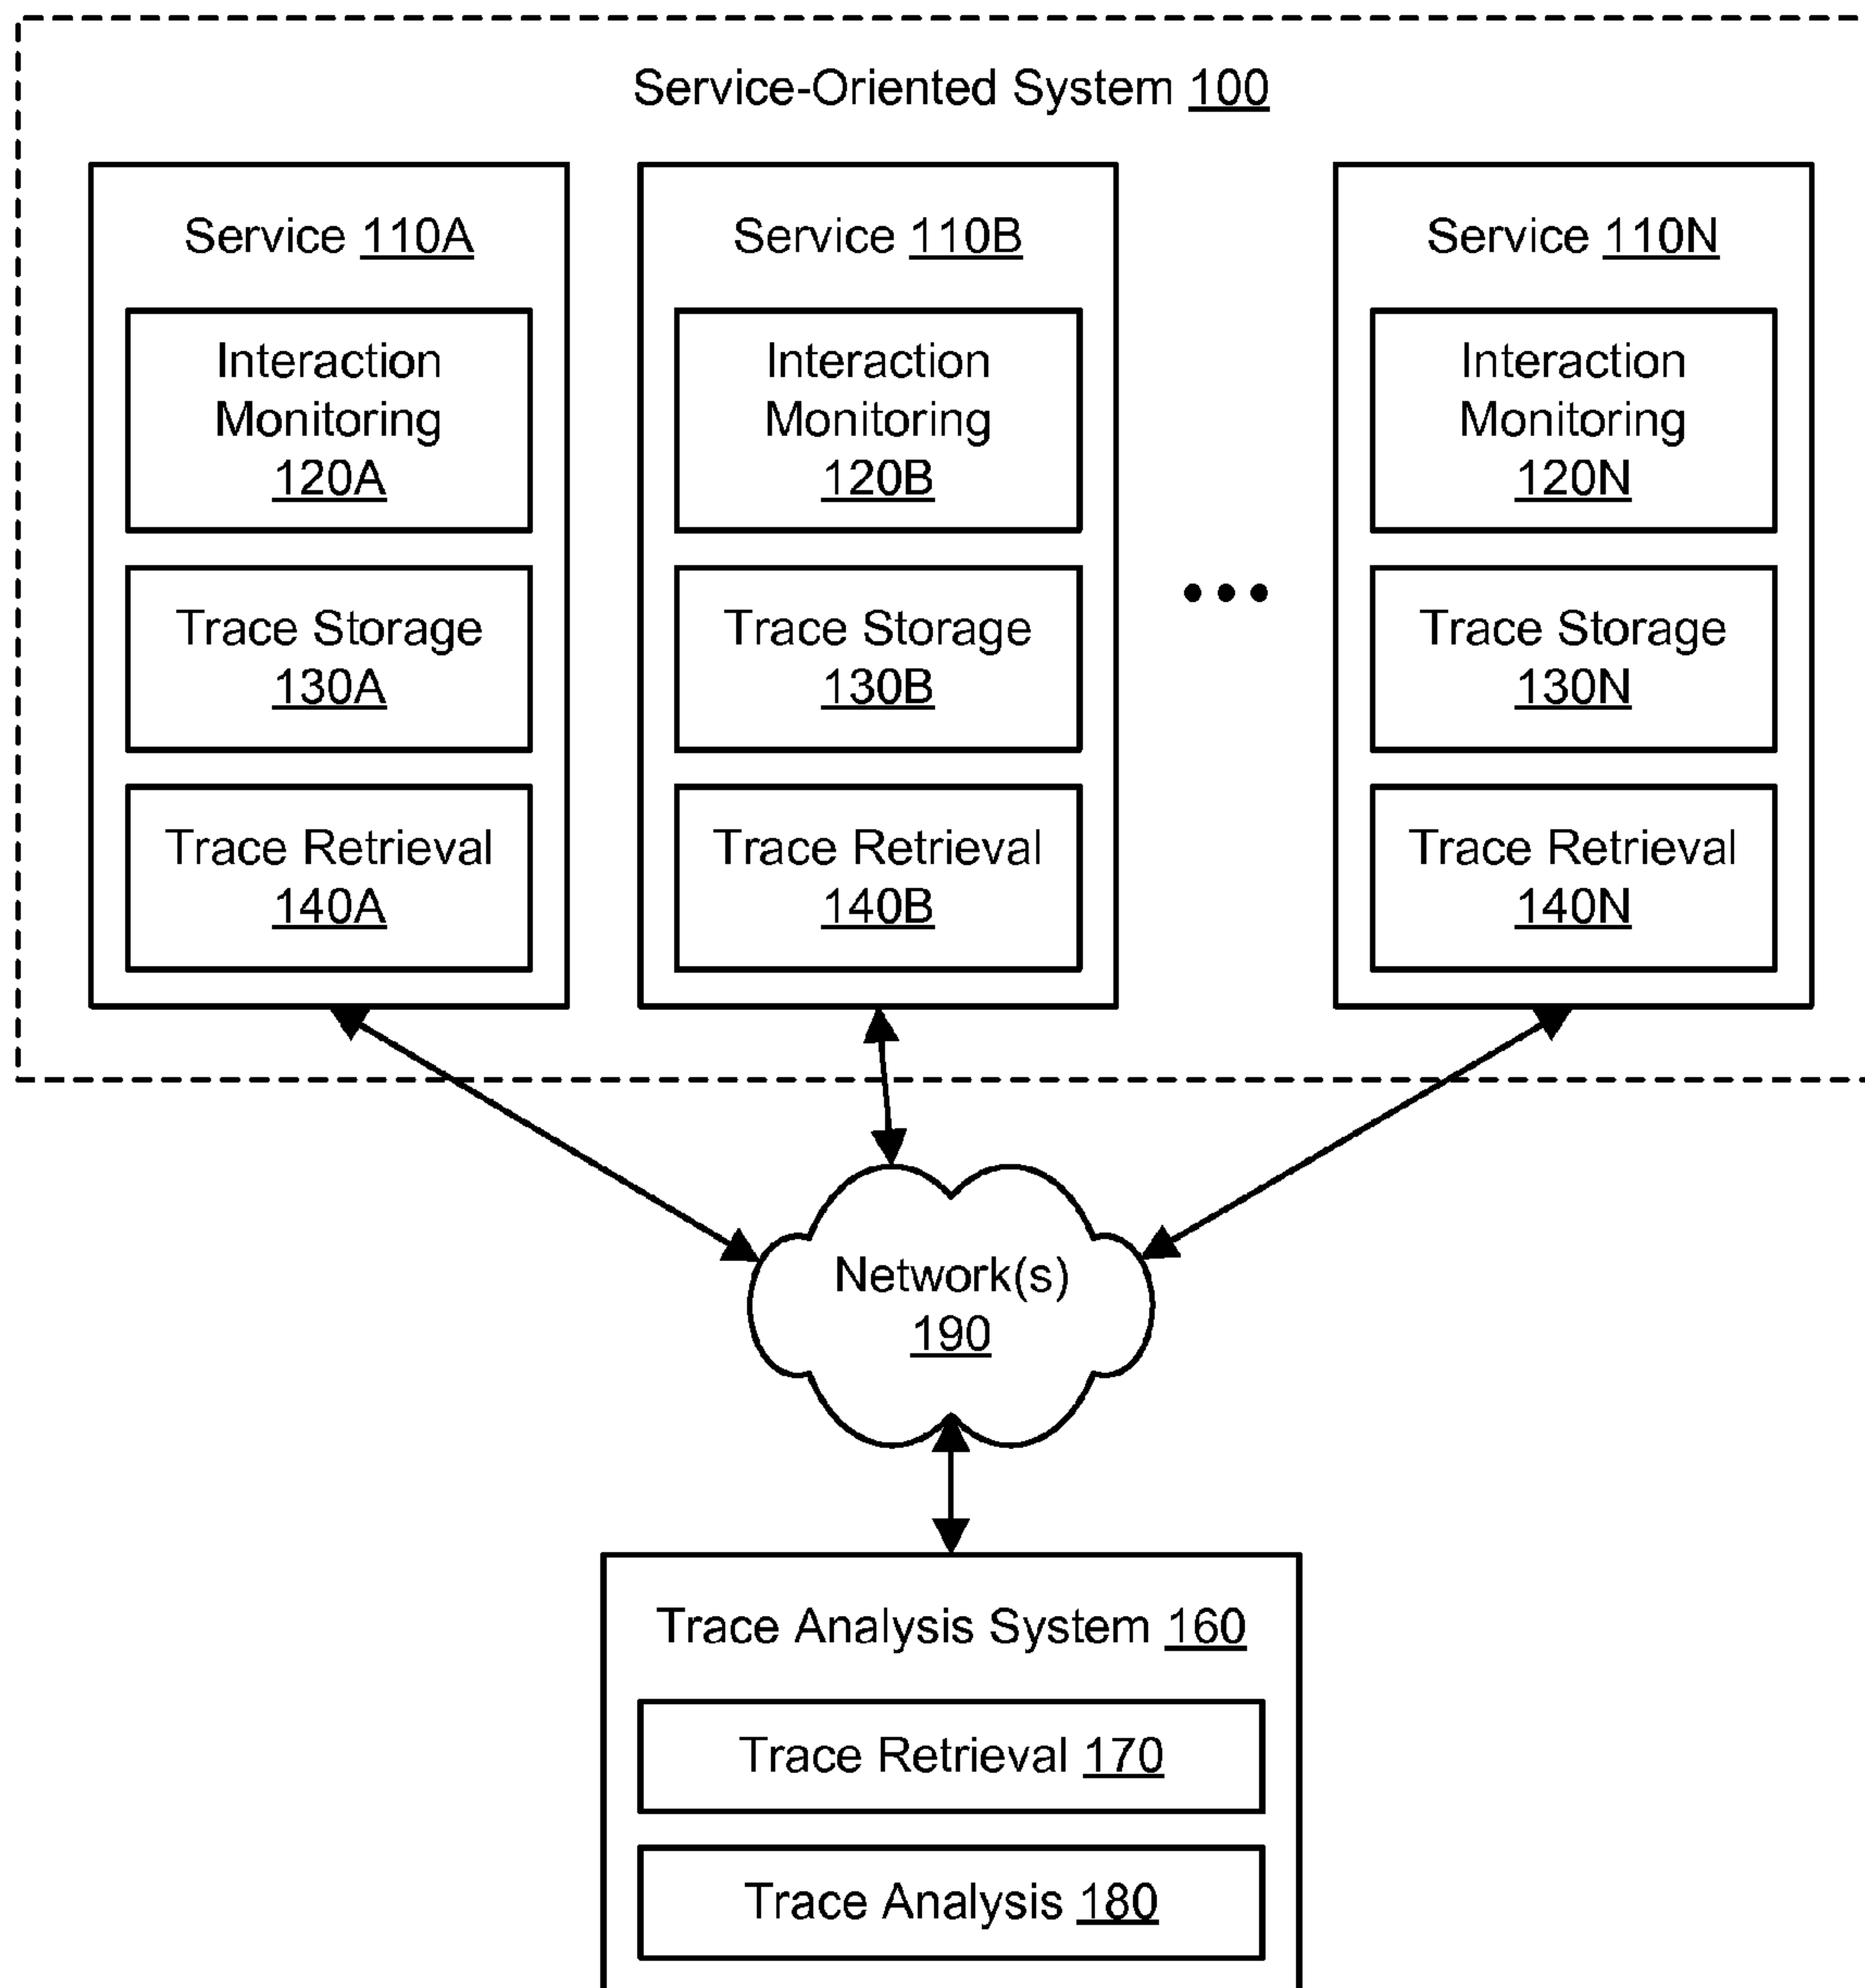 Service-Oriented System 100
Service 110A
Interaction
Monitoring
120A
Trace Storage
130A
Trace Retrieval
140A
Service 110B
Interaction
Monitoring
120B
Trace Storage
130B
Trace Retrieval
140B
Service 110N
Interaction
Monitoring
120N
Trace Storage
130N
Trace Retrieval
140N
Network(s)
190
Trace Analysis System 160
Trace Retrieval 170
Trace Analysis 180